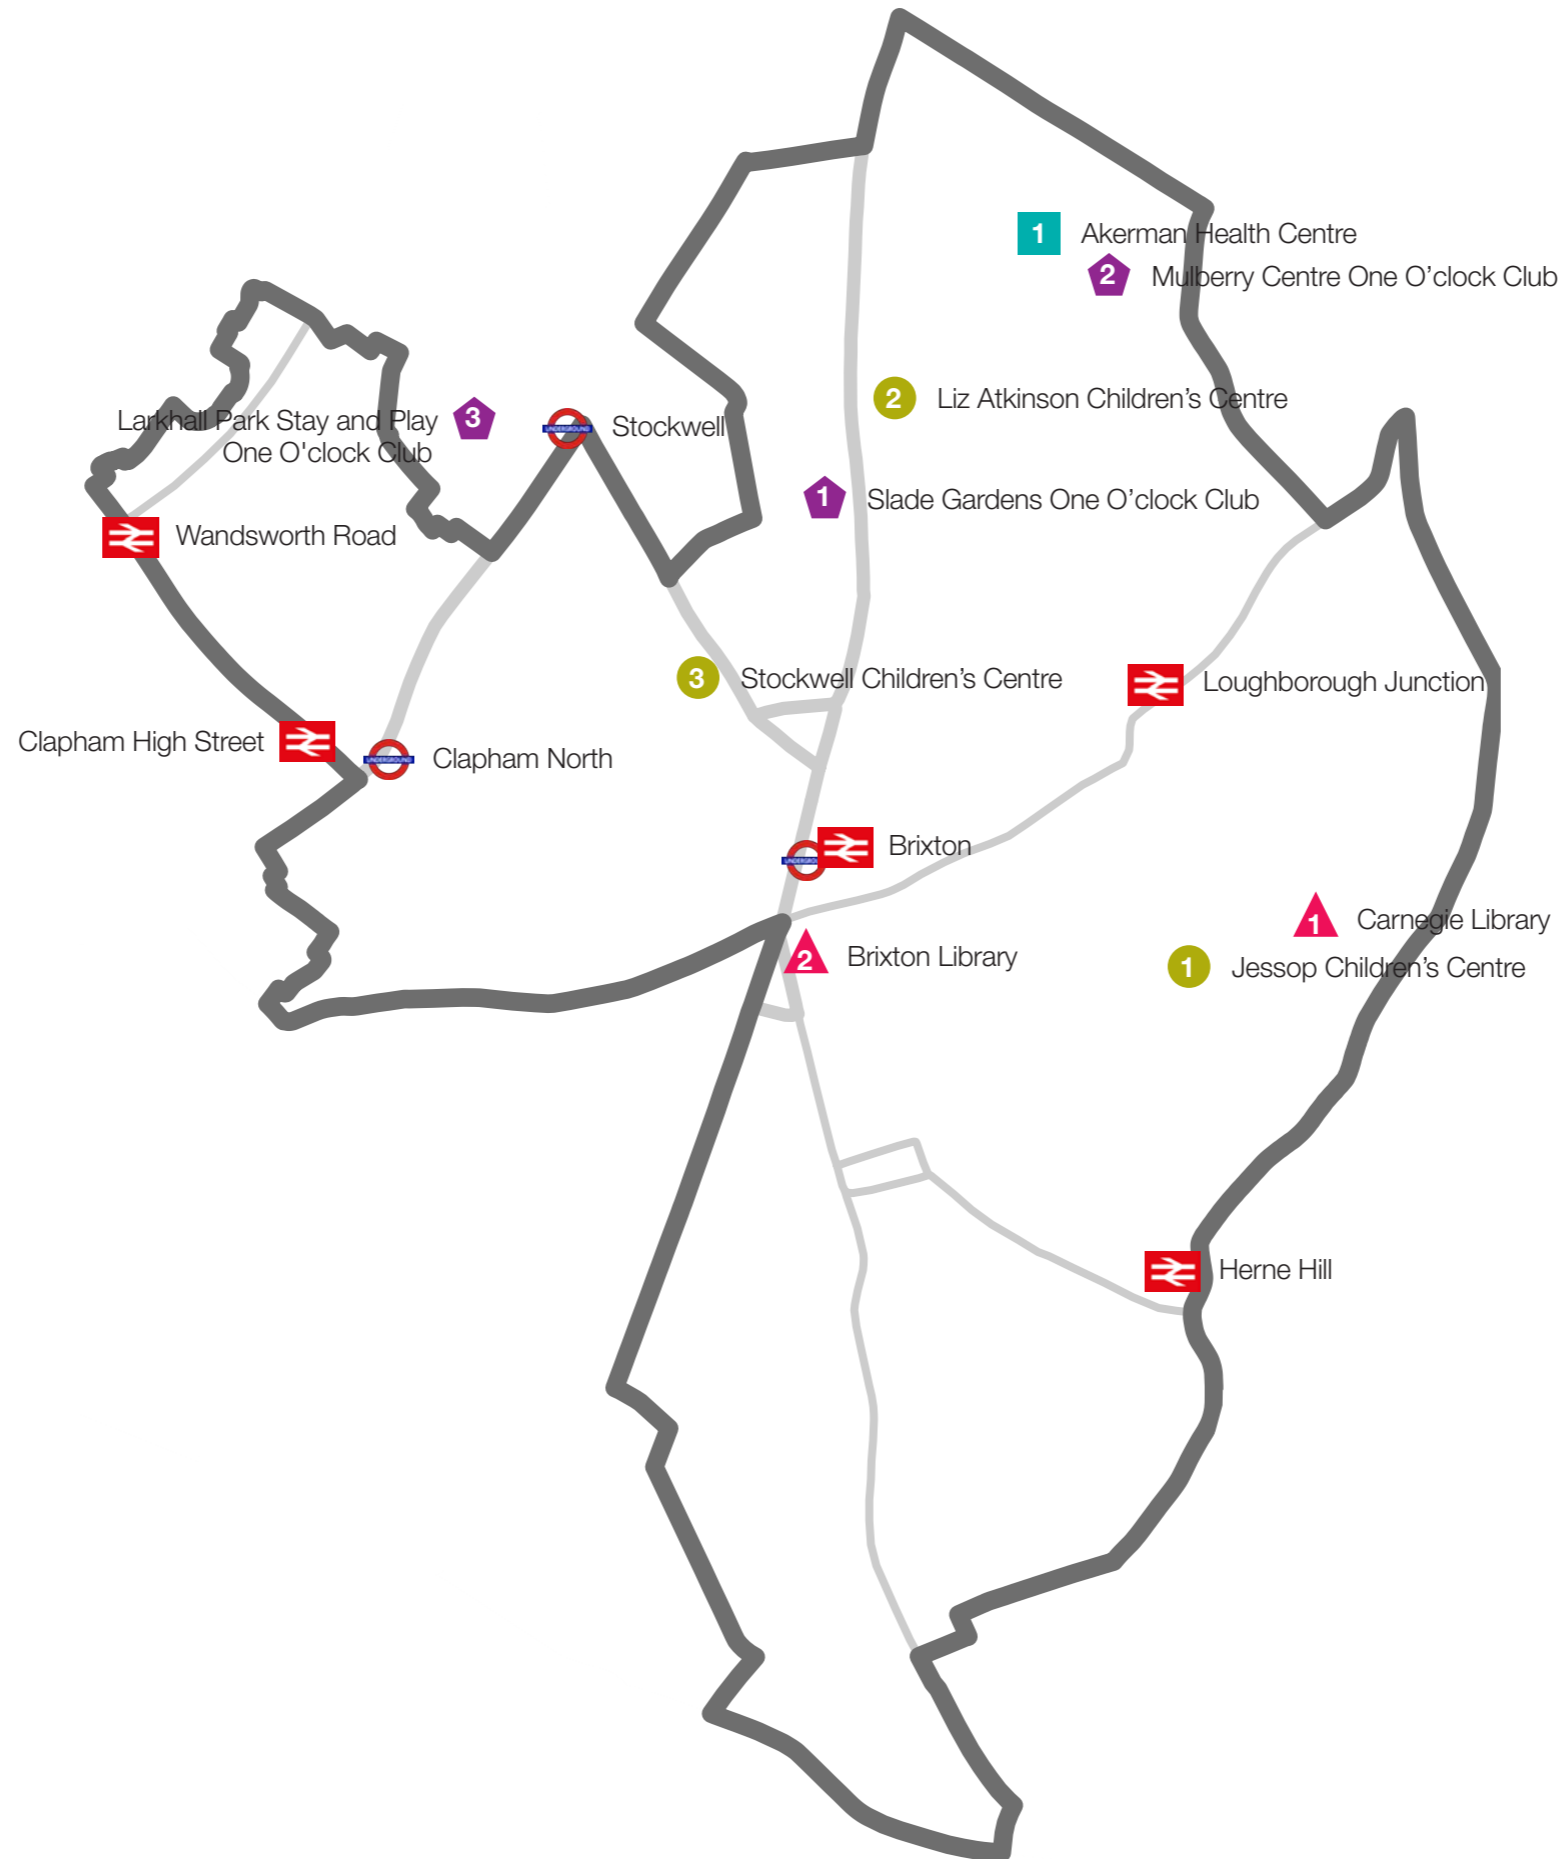 1 Akerman Health Centre
2 Mulberry Centre One O’clock Club
2 Liz Atkinson Children’s Centre
Larkhall Park Stay and Play 3
One O'clock Club
UNDERGROUND Stockwell
1 Slade Gardens One O’clock Club
Wandsworth Road
3 Stockwell Children’s Centre
Loughborough Junction
Clapham High Street
UNDERGROUND Clapham North
UNDERGROUND Brixton
1 Carnegie Library
2 Brixton Library
1 Jessop Children’s Centre
Herne Hill